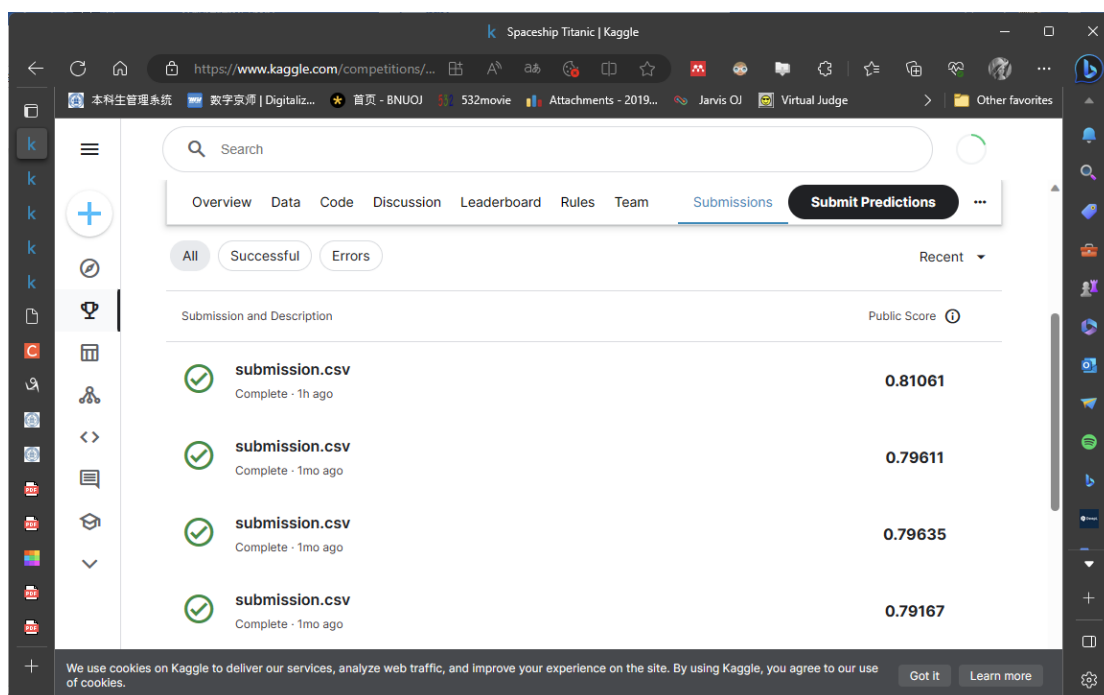 Spaceship Titanic | Kaggle
https://www.kaggle.com/competitions/...
本科生管理系统
数字京师 | Digitaliz...
首页 - BNUOJ
532movie
Attachments - 2019...
Jarvis OJ
Virtual Judge
Other favorites
Search
Overview Data Code Discussion Leaderboard Rules Team Submissions Submit Predictions
All Successful Errors Recent
Submission and Description Public Score
submission.csv
Complete · 1h ago
0.81061
submission.csv
Complete · 1mo ago
0.79611
submission.csv
Complete · 1mo ago
0.79635
submission.csv
Complete · 1mo ago
0.79167
We use cookies on Kaggle to deliver our services, analyze web traffic, and improve your experience on the site. By using Kaggle, you agree to our use
of cookies.
Got it Learn more